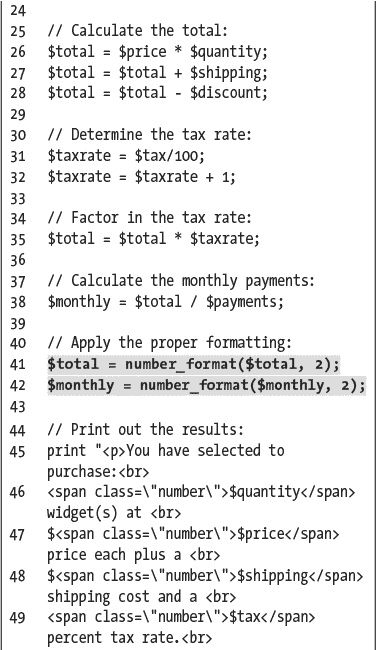 24
25 // Calculate the total:
26 $total = $price * $quantity;
27 $total = $total + $shipping;
28 $total = $total - $discount;
29
30 // Determine the tax rate:
31 $taxrate = $tax/100;
32 $taxrate = $taxrate + 1;
33
34 // Factor in the tax rate:
35 $total = $total * $taxrate;
36
37 // Calculate the monthly payments:
38 $monthly = $total / $payments;
39
40 // Apply the proper formatting:
41 $total = number_format($total, 2);
42 $monthly = number_format($monthly, 2);
43
44 // Print out the results:
45 print "<p>You have selected to
purchase:<br>
46 <span class=\"number\">$quantity</span>
widget(s) at <br>
47 $<span class=\"number\">$price</span>
price each plus a <br>
48 $<span class=\"number\">$shipping</span>
shipping cost and a <br>
49 <span class=\"number\">$tax</span>
percent tax rate.<br>